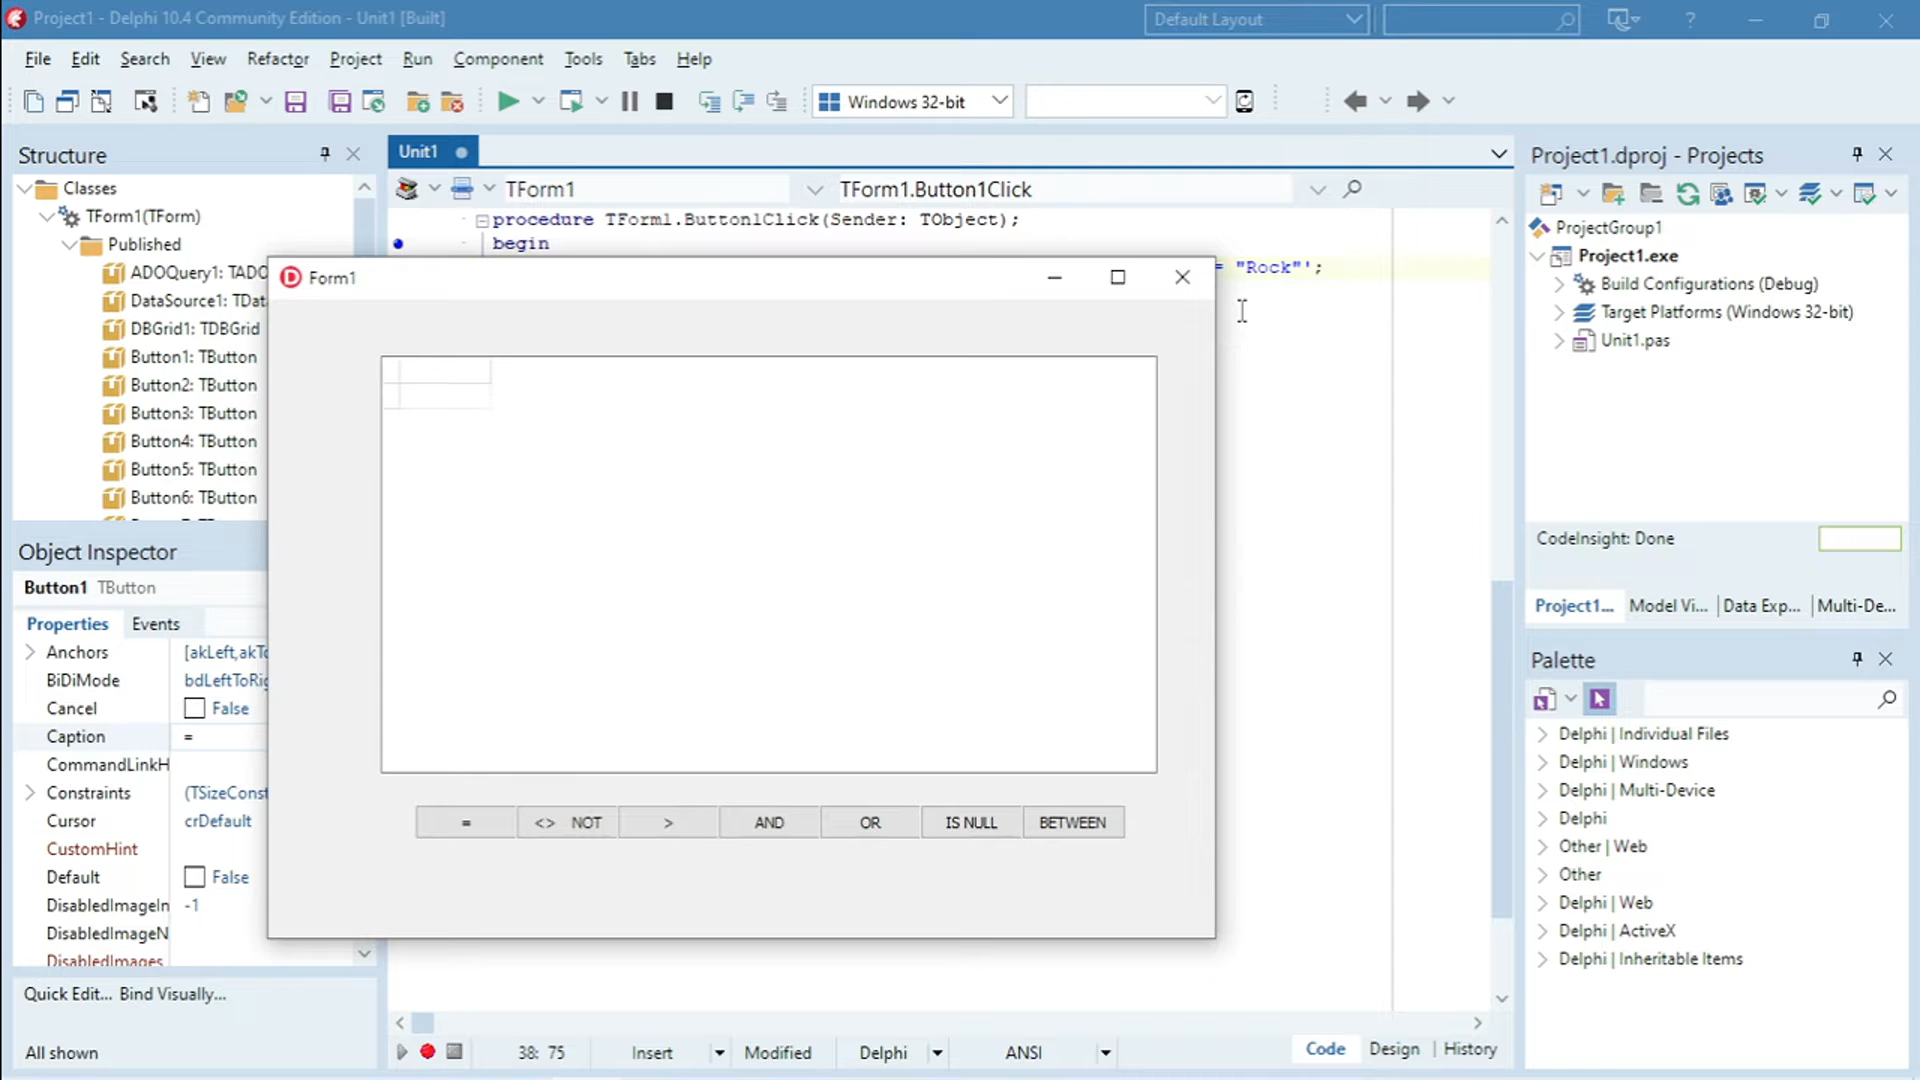 Project1 - Delphi 10.4 Community Edition - Unit1 [Built]
Default Layout
?
File Edit Search View Refactor Project Run Component Tools Tabs Help
Windows 32-bit
Structure
Classes
TForm1(TForm)
Published
ADOQuery1: TADO
DataSource1: TDat
DBGrid1: TDBGrid
Button1: TButton
Button2: TButton
Button3: TButton
Button4: TButton
Button5: TButton
Button6: TButton
Object Inspector
Button1 TButton
Properties Events
Anchors [akLeft,akTo
BiDiMode bdLeftToRig
Cancel False
Caption =
CommandLinkH
Constraints (TSizeConst
Cursor crDefault
CustomHint
Default False
DisabledImageIn -1
DisabledImageN
DisabledImages
Quick Edit... Bind Visually...
All shown
Unit1
TForm1 TForm1.Button1Click
procedure TForm1.Button1Click(Sender: TObject);
begin
= "Rock"';
Form1
= <> NOT > AND OR IS NULL BETWEEN
38: 75 Insert Modified Delphi ANSI Code Design History
Project1.dproj - Projects
ProjectGroup1
Project1.exe
Build Configurations (Debug)
Target Platforms (Windows 32-bit)
Unit1.pas
CodeInsight: Done
Project1... Model Vi... Data Exp... Multi-De...
Palette
Delphi | Individual Files
Delphi | Windows
Delphi | Multi-Device
Delphi
Other | Web
Other
Delphi | Web
Delphi | ActiveX
Delphi | Inheritable Items